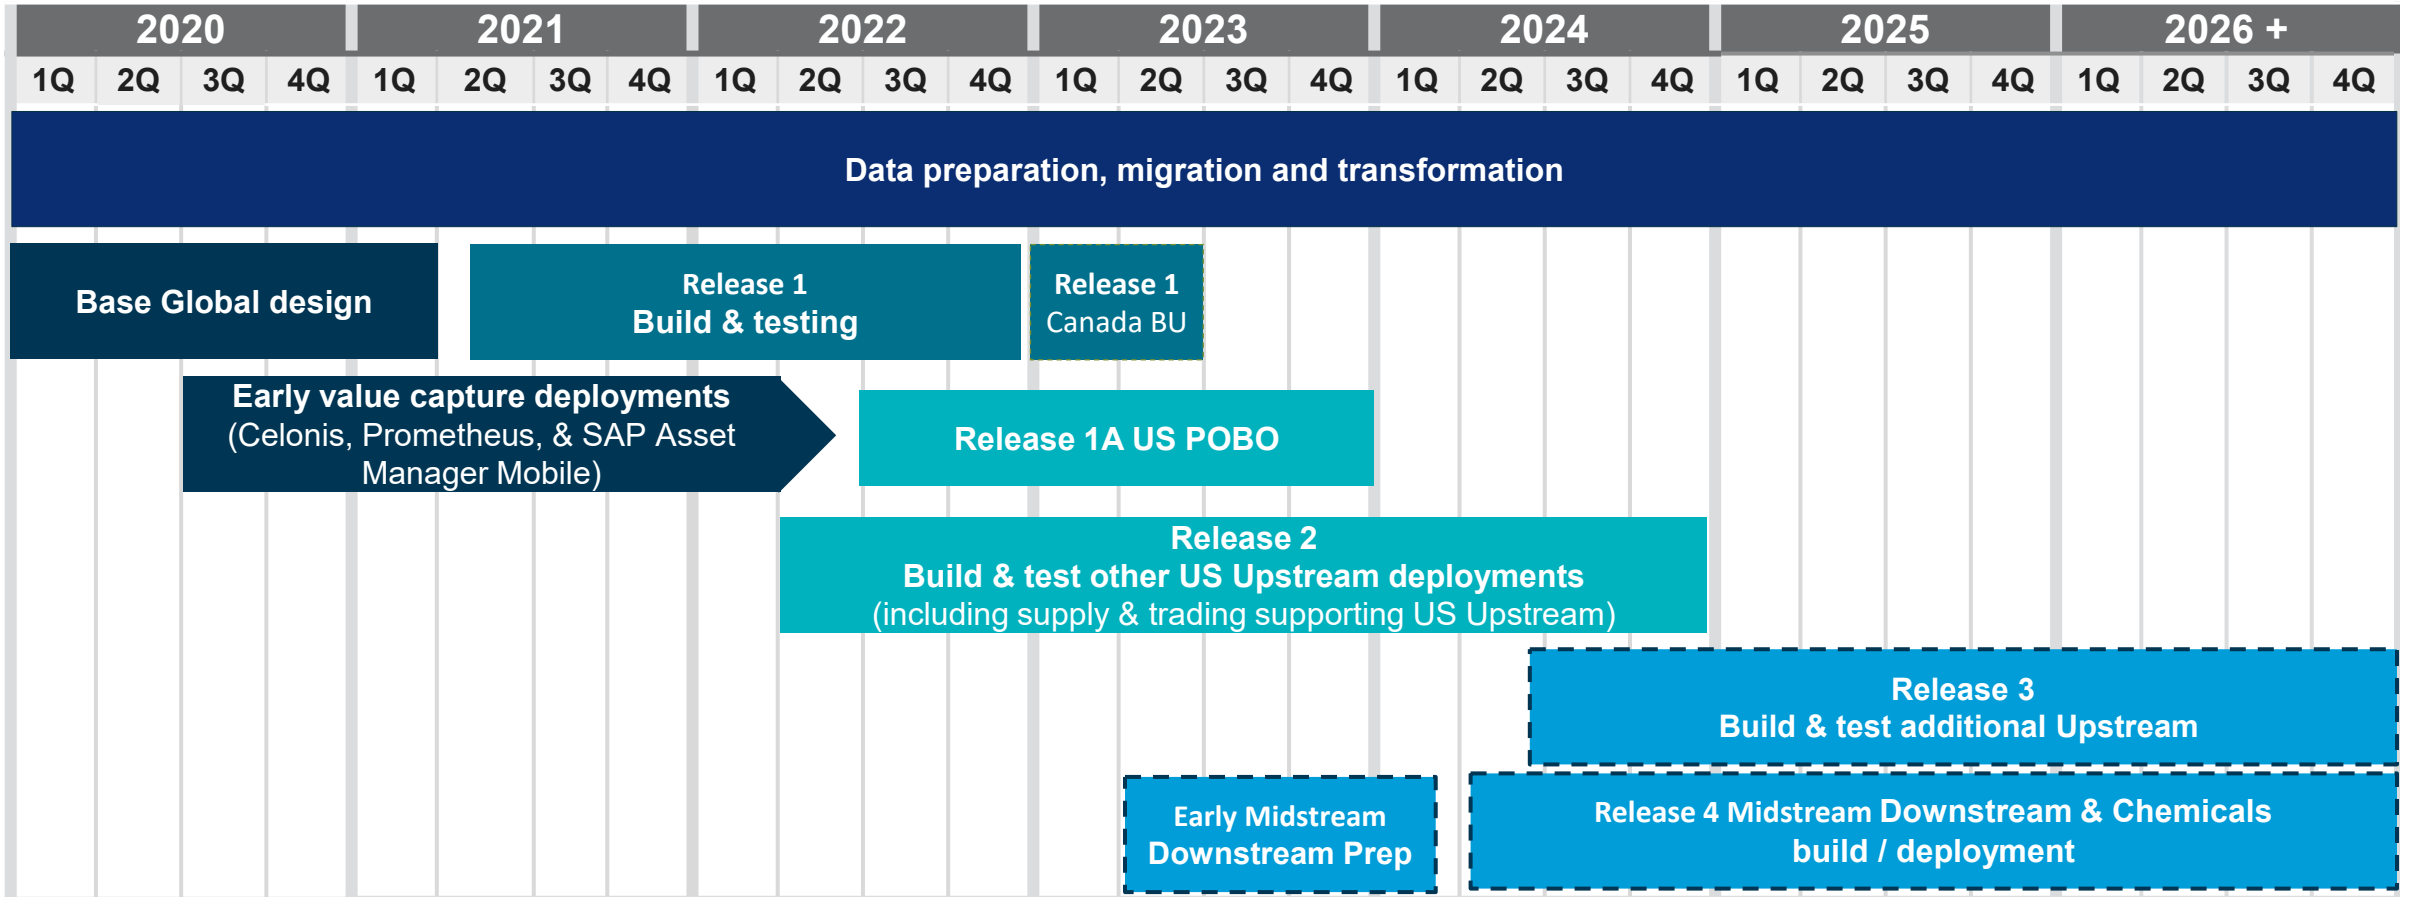 2020 2021 2022 2023 2024 2025 2026 +
1Q 2Q 3Q 4Q 1Q 2Q 3Q 4Q 1Q 2Q 3Q 4Q 1Q 2Q 3Q 4Q 1Q 2Q 3Q 4Q 1Q 2Q 3Q 4Q 1Q 2Q 3Q 4Q
Data preparation, migration and transformation
Base Global design
Release 1
Build & testing
Release 1
Canada BU
Early value capture deployments
(Celonis, Prometheus, & SAP Asset
Manager Mobile)
Release 1A US POBO
Release 2
Build & test other US Upstream deployments
(including supply & trading supporting US Upstream)
Release 3
Build & test additional Upstream
Early Midstream
Downstream Prep
Release 4 Midstream Downstream & Chemicals
build / deployment